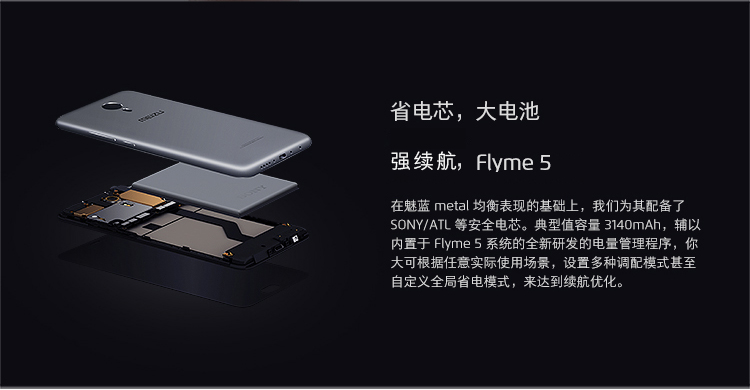 省电芯，大电池
强续航，Flyme 5
在魅蓝 metal 均衡表现的基础上，我们为其配备了
SONY/ATL 等安全电芯。典型值容量 3140mAh，辅以
内置于 Flyme 5 系统的全新研发的电量管理程序，你
大可根据任意实际使用场景，设置多种调配模式甚至
自定义全局省电模式，来达到续航优化。
MEIZU